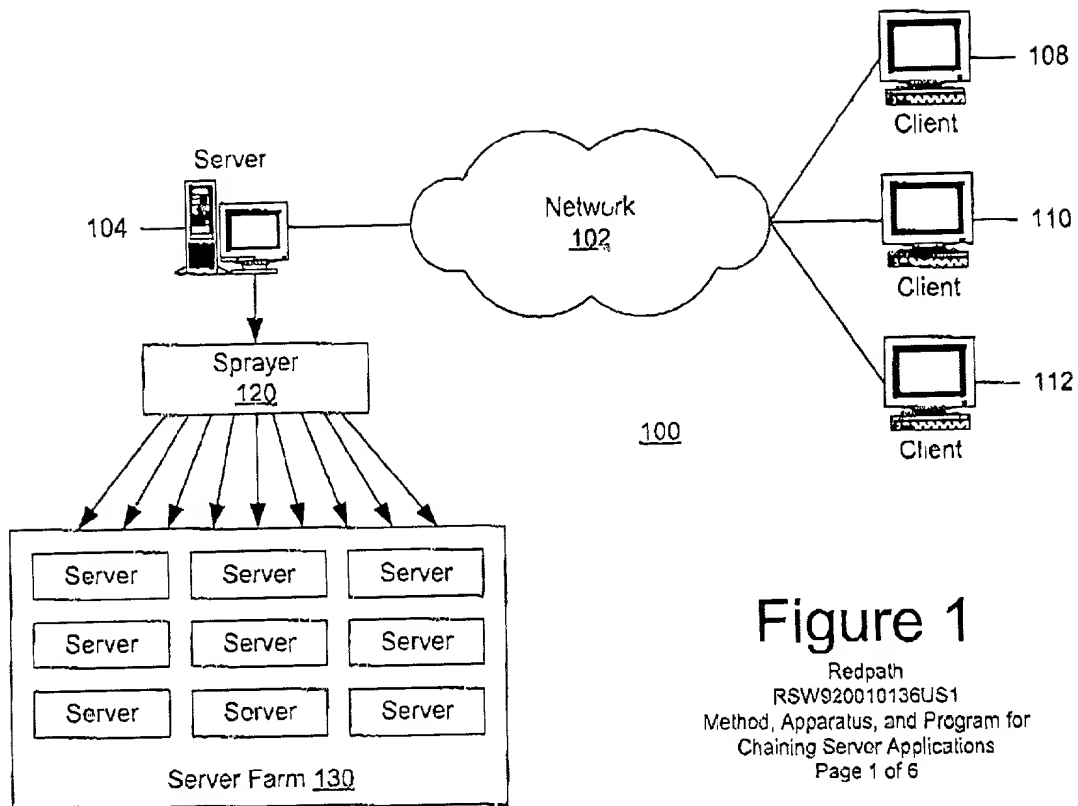 108
Client
Server
104
Network
102
110
Client
Sprayer
120
112
Client
100
Server Server Server
Server Server Server
Server Server Server
Server Farm 130
Figure 1
Redpath
RSW920010136US1
Method, Apparatus, and Program for
Chaining Server Applications
Page 1 of 6